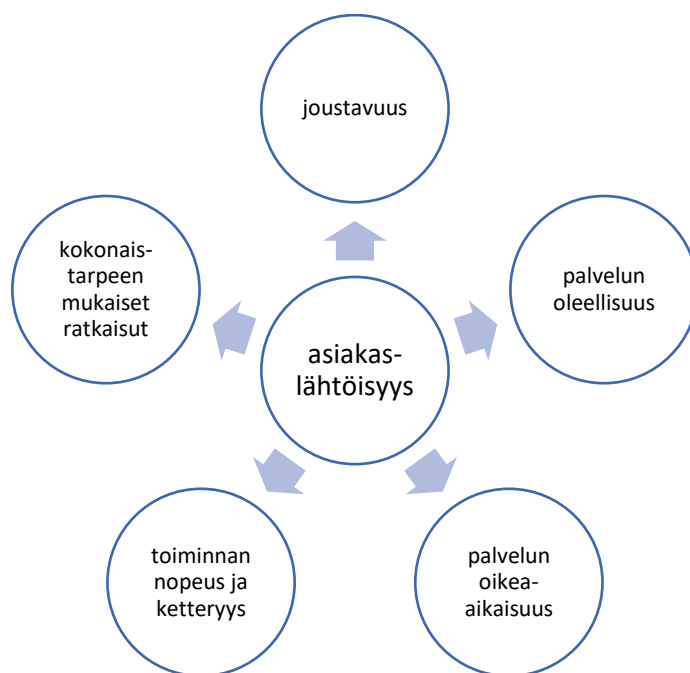 joustavuus
kokonais-
tarpeen
mukaiset
ratkaisut
palvelun
oleellisuus
asiakas-
lähtöisyys
toiminnan
nopeus ja
ketteryys
palvelun
oikea-
aikaisuus